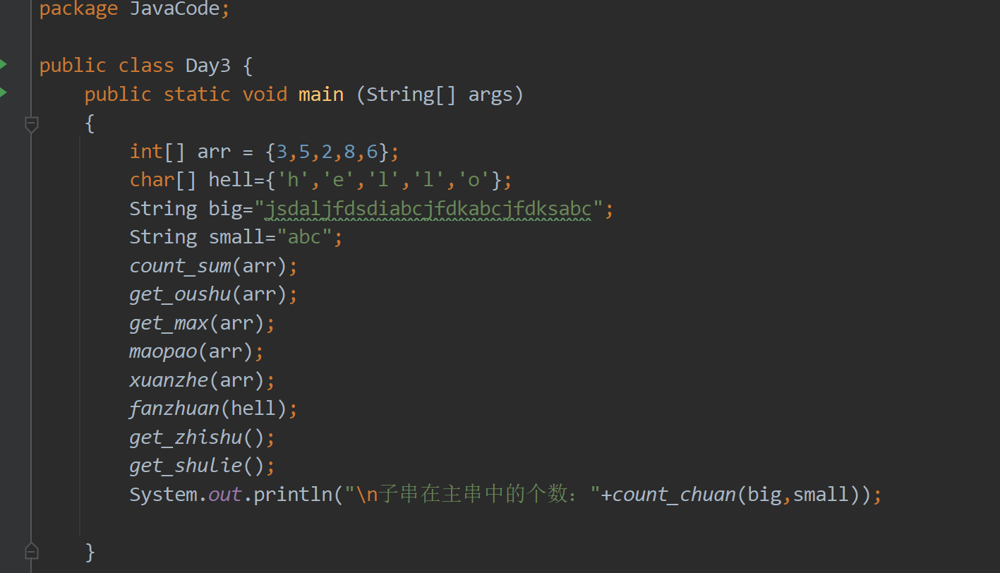 package JavaCode;
public class Day3 {
public static void main (String[] args)
{
int[] arr = {3,5,2,8,6};
char[] hell={'h','e','l','l','o'};
String big="jsdaljfdsdiabcjfdkabcjfdksabc";
String small="abc";
count_sum(arr);
get_oushu(arr);
get_max(arr);
maopao(arr);
xuanzhe(arr);
fanzhuan(hell);
get_zhishu();
get_shulie();
System.out.println("\n子串在主串中的个数："+count_chuan(big,small));
}